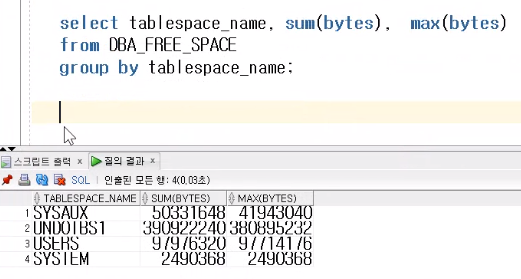 select tablespace_name, sum(bytes), max(bytes)
from DBA_FREE_SPACE
group by tablespace_name;
스크립트 출력 × 질의 결과 ×
SQL | 인출된 모든 행: 4(0.03초)
TABLESPACE_NAME SUM(BYTES) MAX(BYTES)
1 SYSAUX 50331648 41943040
2 UNDOTBS1 390922240 380895232
3 USERS 97976320 97714176
4 SYSTEM 2490368 2490368